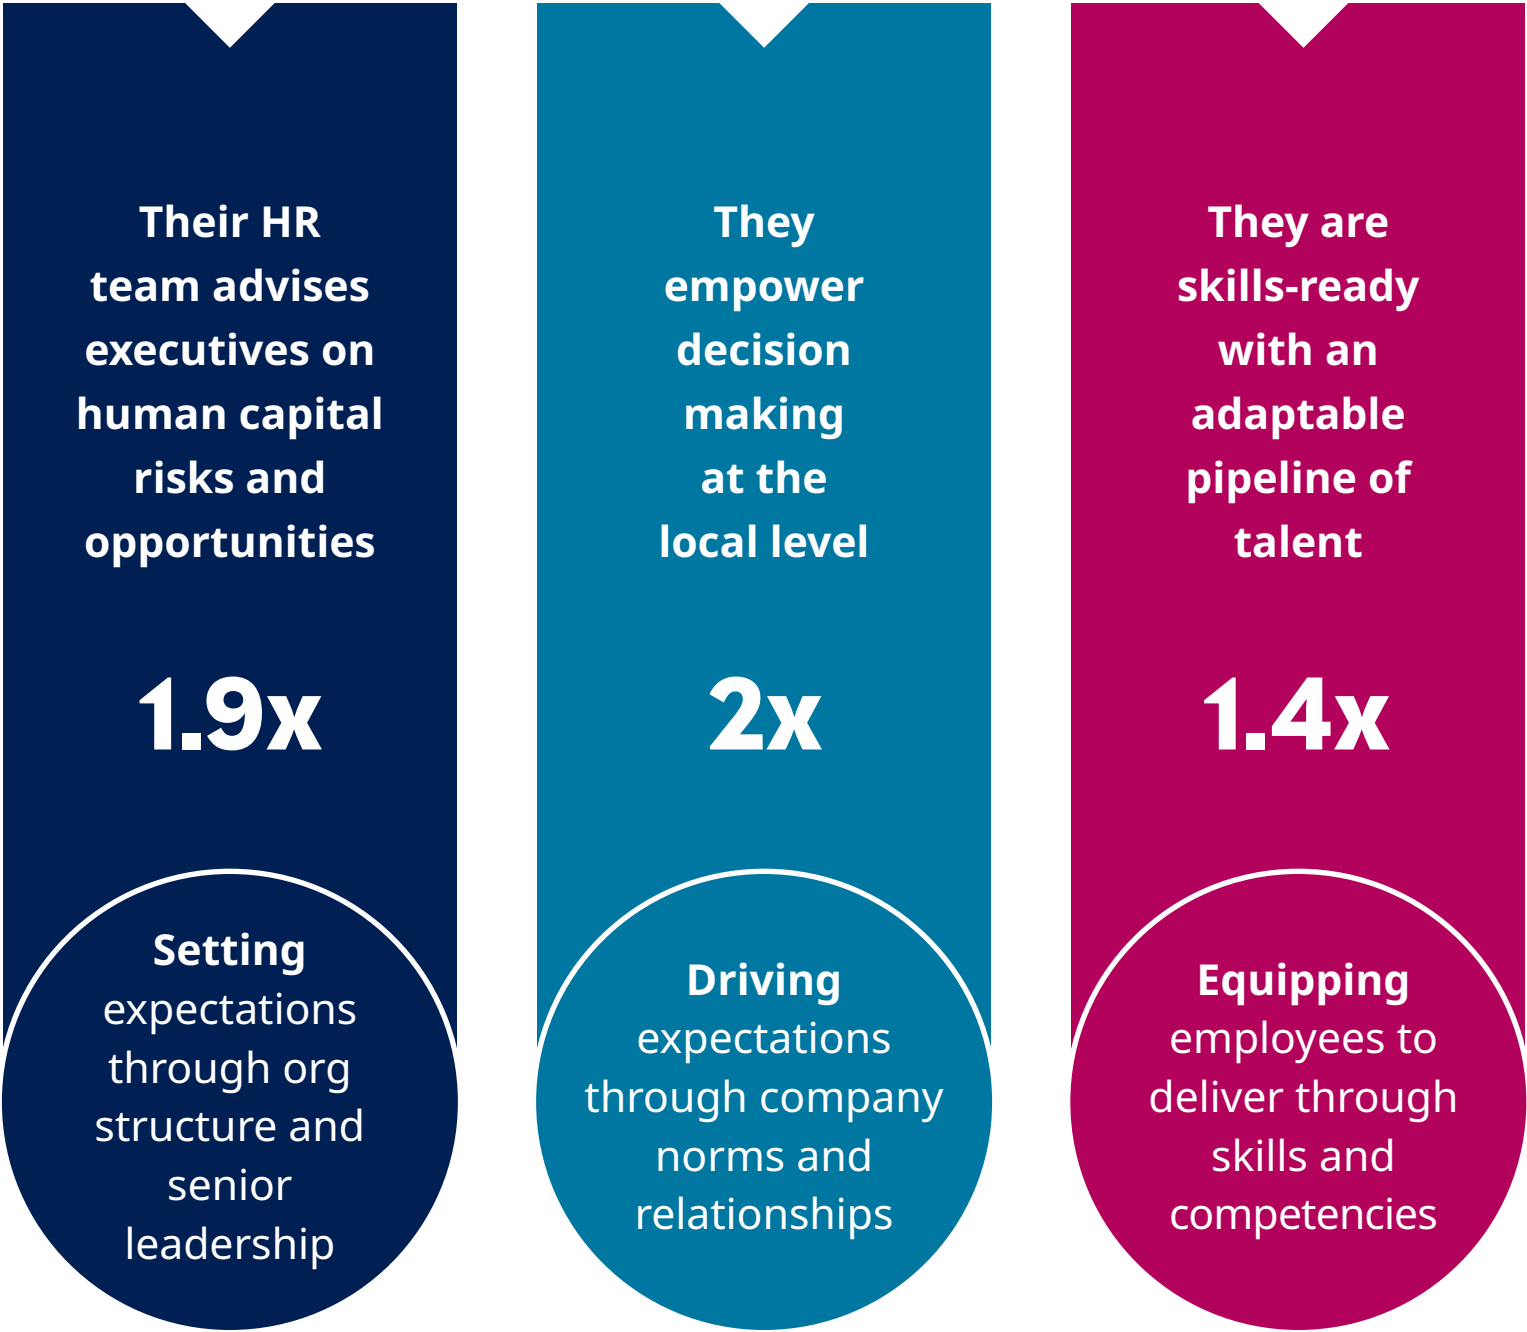 Their HR
team advises
executives on
human capital
risks and
opportunities
1.9x
Setting
expectations
through org
structure and
senior
leadership
They
empower
decision
making
at the
local level
2x
Driving
expectations
through company
norms and
relationships
They are
skills-ready
with an
adaptable
pipeline of
talent
1.4x
Equipping
employees to
deliver through
skills and
competencies